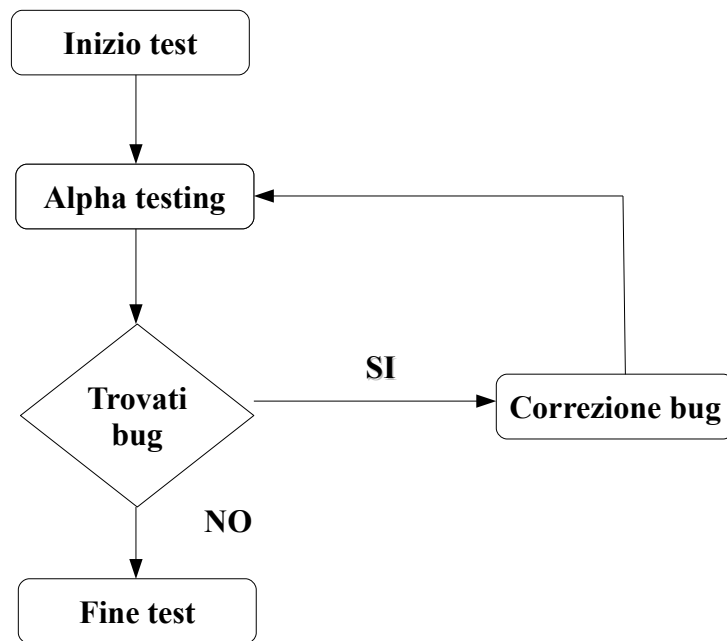 Inizio test
Alpha testing
SI
Trovati
bug
Correzione bug
NO
Fine test